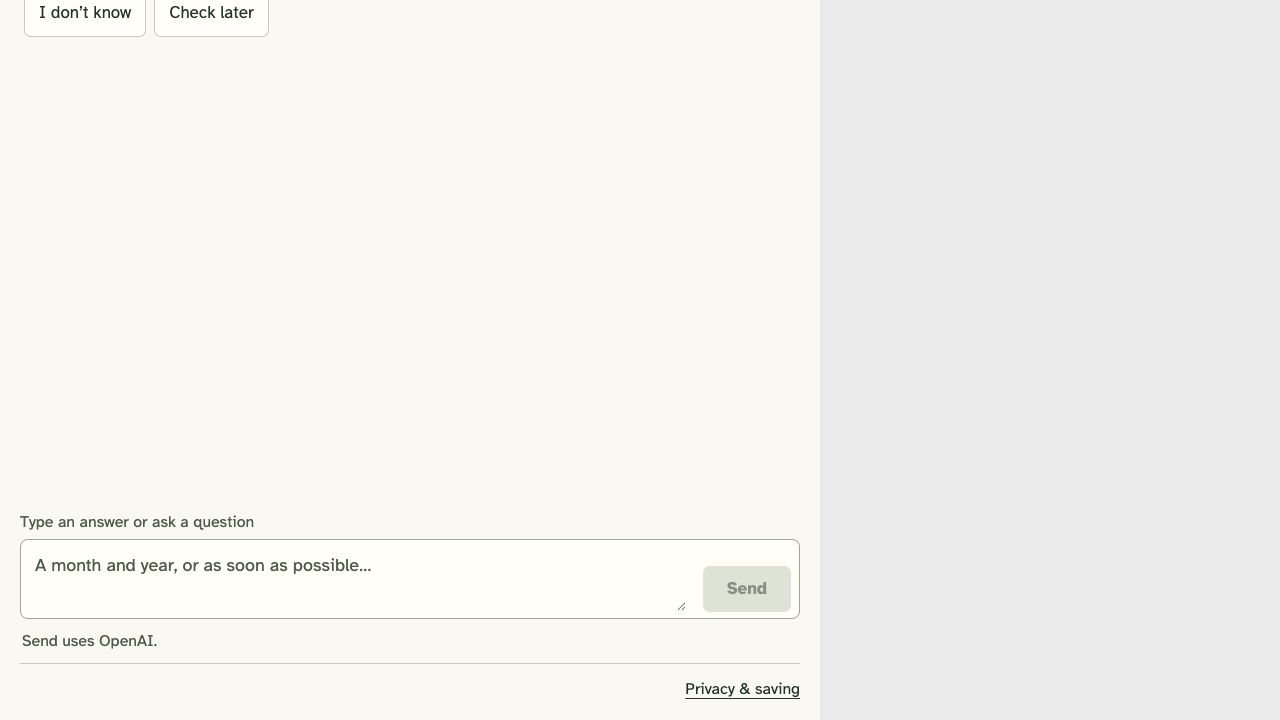 I don’t know
Check later
Type an answer or ask a question
A month and year, or as soon as possible...
Send
Send uses OpenAI.
Privacy & saving